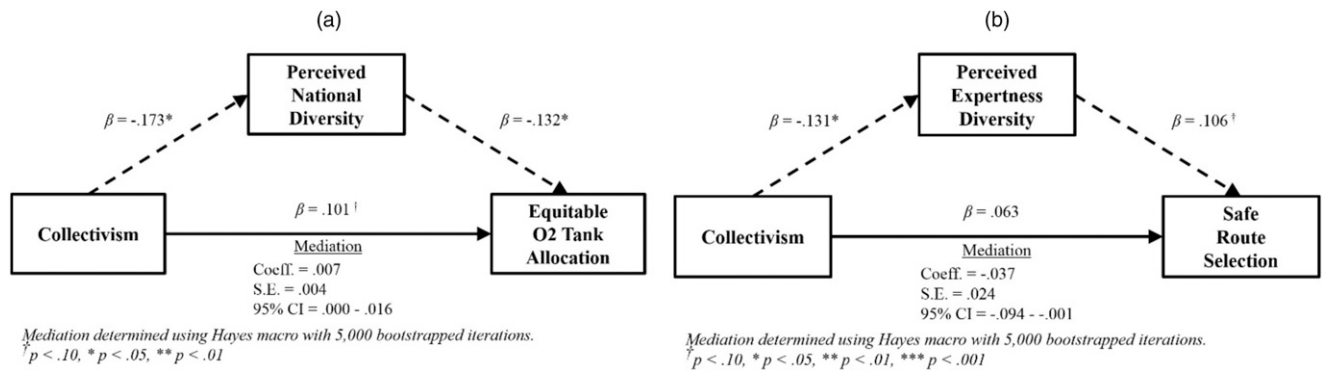 (a)
Perceived
National
Diversity
β = -.173*
β = -.132*
Collectivism
β = .101 †
Equitable
O2 Tank
Allocation
Mediation
Coeff. = .007
S.E. = .004
95% CI = .000 - .016
Mediation determined using Hayes macro with 5,000 bootstrapped iterations.
† p < .10, * p < .05, ** p < .01
(b)
Perceived
Expertness
Diversity
β = -.131*
β = .106 †
Collectivism
β = .063
Safe
Route
Selection
Mediation
Coeff. = -.037
S.E. = .024
95% CI = -.094 - -.001
Mediation determined using Hayes macro with 5,000 bootstrapped iterations.
† p < .10, * p < .05, ** p < .01, *** p < .001